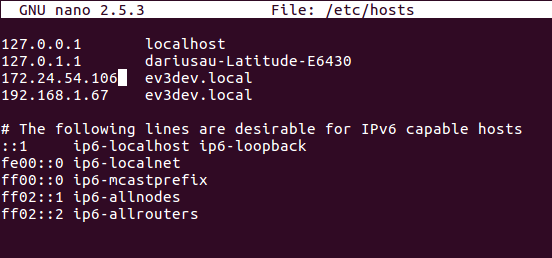 GNU nano 2.5.3 File: /etc/hosts
127.0.0.1 localhost
127.0.1.1 dariusau-Latitude-E6430
172.24.54.106 ev3dev.local
192.168.1.67 ev3dev.local
# The following lines are desirable for IPv6 capable hosts
::1 ip6-localhost ip6-loopback
fe00::0 ip6-localnet
ff00::0 ip6-mcastprefix
ff02::1 ip6-allnodes
ff02::2 ip6-allrouters